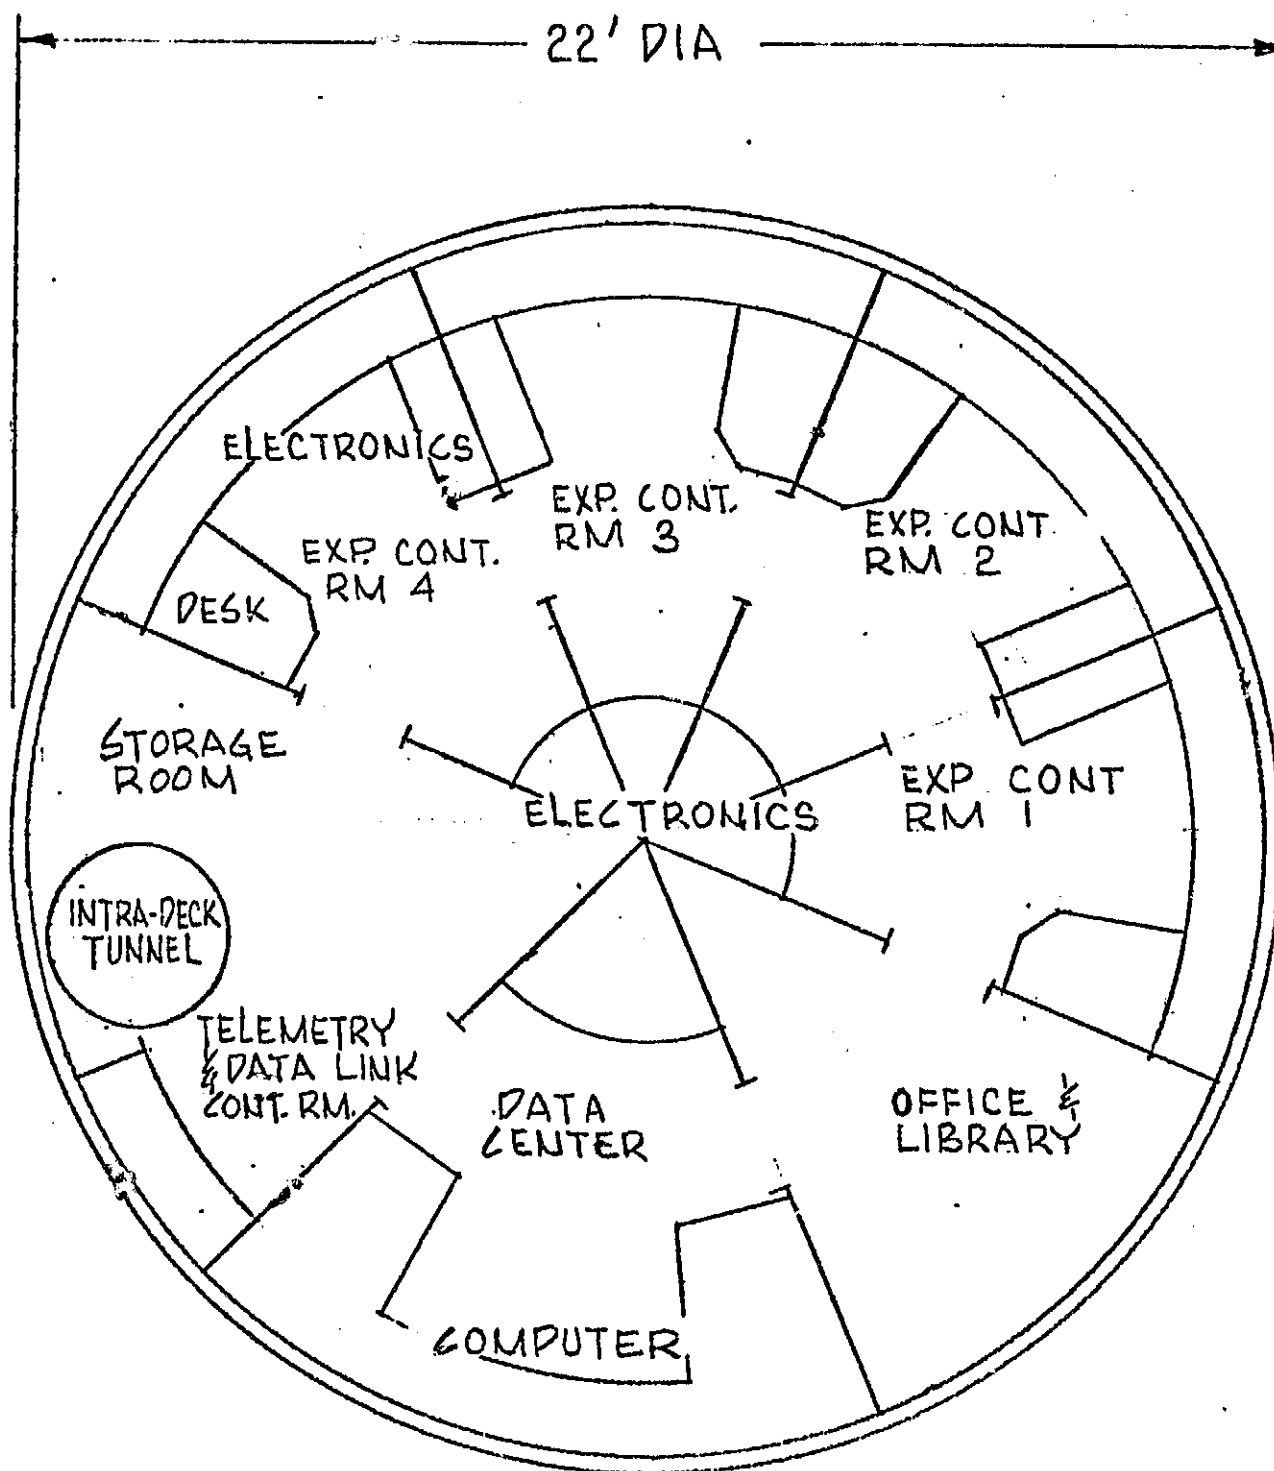 22' DIA
ELECTRONICS
EXP. CONT.
RM 3
EXP. CONT
RM 2
EXP. CONT.
RM 4
DESK
STORAGE
ROOM
EXP. CONT
RM 1
ELECTRONICS
INTRA-DECK
TUNNEL
TELEMETRY
& DATA LINK
CONT. RM.
DATA
CENTER
OFFICE &
LIBRARY
COMPUTER